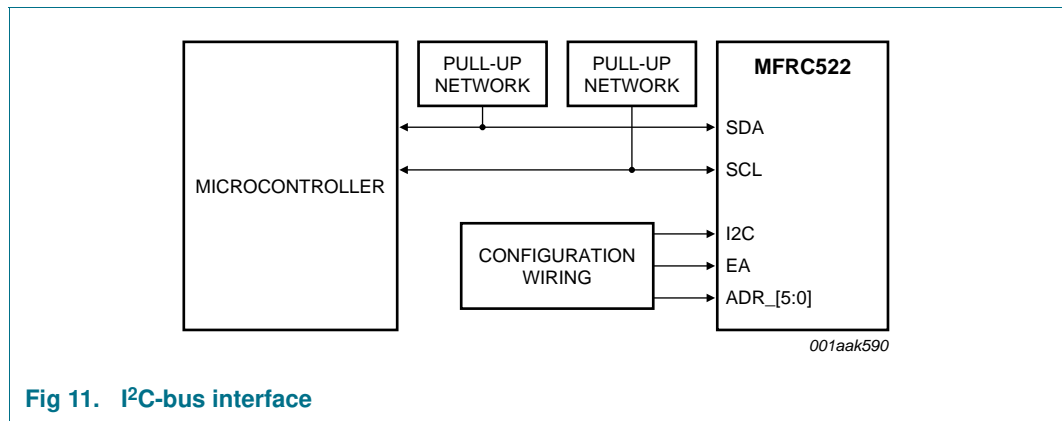 PULL-UP
NETWORK
PULL-UP
NETWORK
MFRC522
SDA
MICROCONTROLLER
SCL
CONFIGURATION
WIRING
I2C
EA
ADR_[5:0]
001aak590
Fig 11. I²C-bus interface